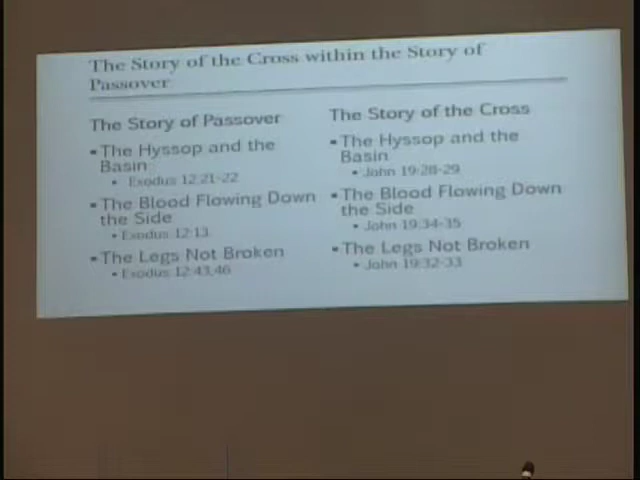 The Story of the Cross within the Story of
Passover
The Story of Passover
▪The Hyssop and the
Basin
• Exodus 12:21-22
▪The Blood Flowing Down
the Side
• Exodus 12:13
▪The Legs Not Broken
• Exodus 12:43,46
The Story of the Cross
▪The Hyssop and the
Basin
• John 19:28-29
▪The Blood Flowing Down
the Side
• John 19:34-35
▪The Legs Not Broken
• John 19:32-33